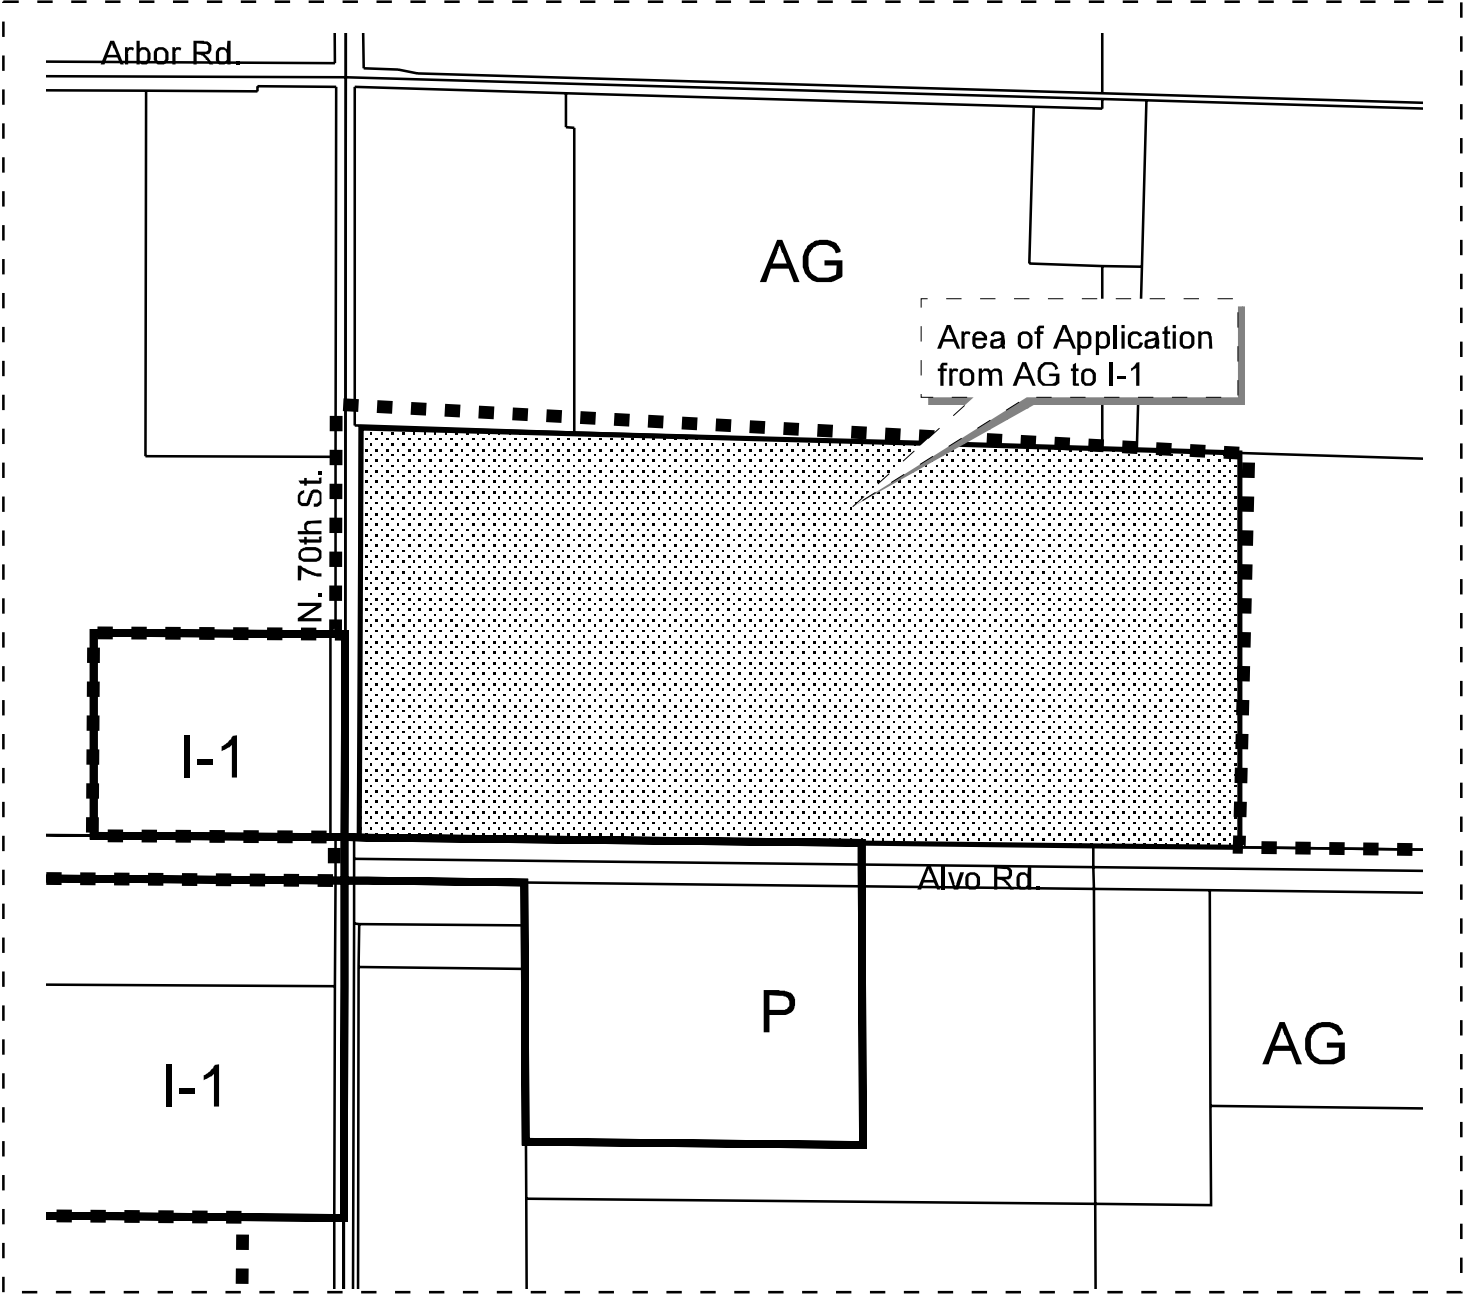 Arbor Rd.
AG
Area of Application
from AG to I-1
N. 70th St.
I-1
Alvo Rd.
P
AG
I-1